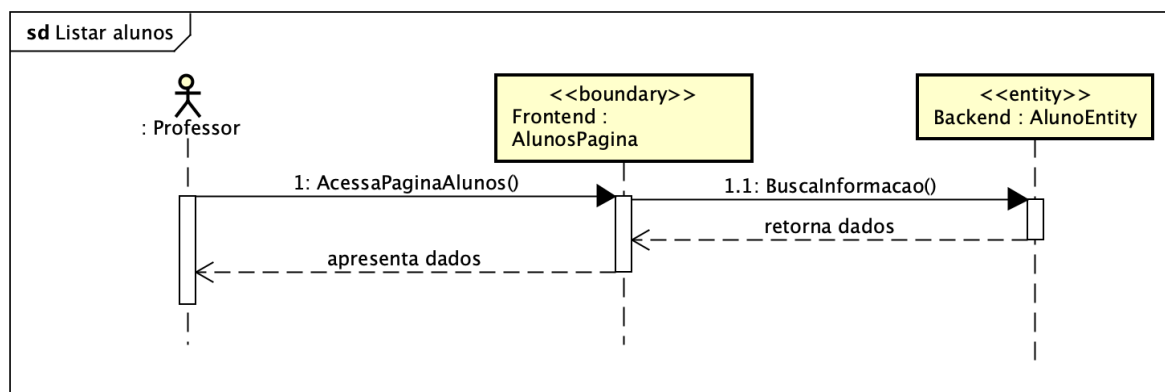 sd Listar alunos
: Professor
<<boundary>>
Frontend :
AlunosPagina
<<entity>>
Backend : AlunoEntity
1: AcessaPaginaAlunos()
1.1: BuscaInformacao()
retorna dados
apresenta dados